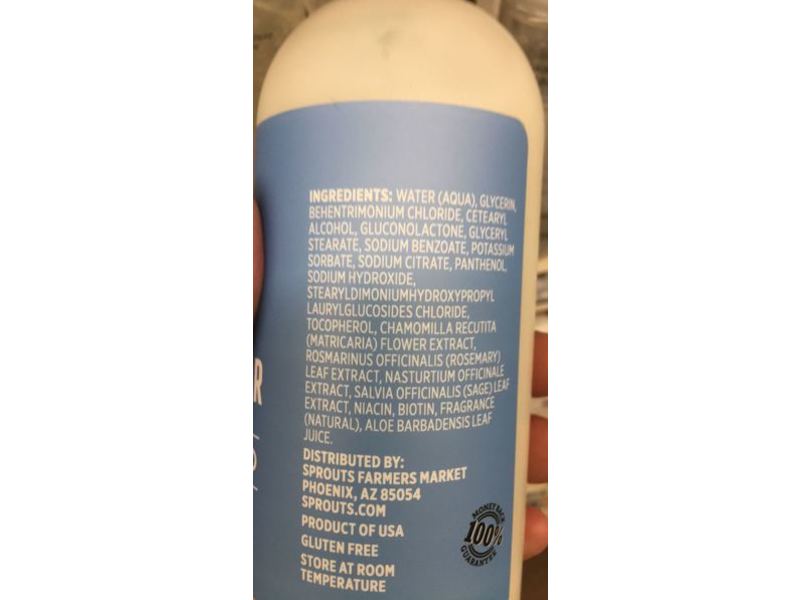 INGREDIENTS: WATER (AQUA), GLYCERIN,
BEHENTRIMONIUM CHLORIDE, CETEARYL
ALCOHOL, GLUCONOLACTONE, GLYCERYL
STEARATE, SODIUM BENZOATE, POTASSIUM
SORBATE, SODIUM CITRATE, PANTHENOL,
SODIUM HYDROXIDE,
STEARYLDIMONIUMHYDROXYPROPYL
LAURYLGLUCOSIDES CHLORIDE,
TOCOPHEROL, CHAMOMILLA RECUTITA
(MATRICARIA) FLOWER EXTRACT,
ROSMARINUS OFFICINALIS (ROSEMARY)
LEAF EXTRACT, NASTURTIUM OFFICINALE
EXTRACT, SALVIA OFFICINALIS (SAGE) LEAF
EXTRACT, NIACIN, BIOTIN, FRAGRANCE
(NATURAL), ALOE BARBADENSIS LEAF
JUICE.
DISTRIBUTED BY:
SPROUTS FARMERS MARKET
PHOENIX, AZ 85054
SPROUTS.COM
PRODUCT OF USA
GLUTEN FREE
STORE AT ROOM
TEMPERATURE
MONEY BACK
100%
GUARANTEE
R